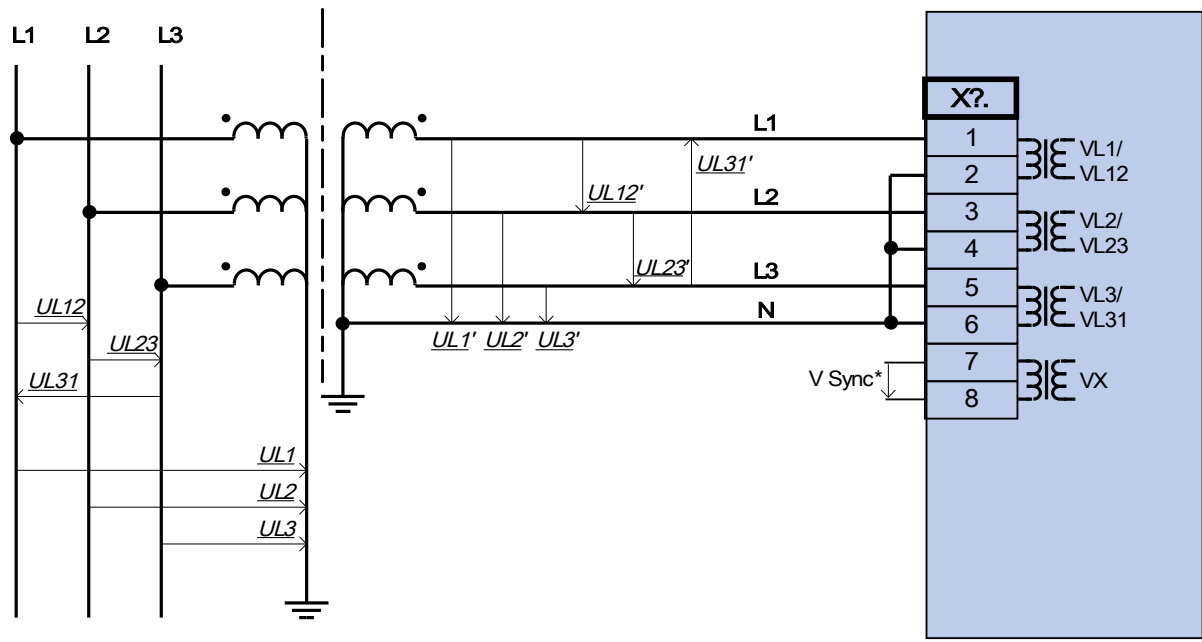 L1
L2
L3
X?.
L1
1
VL1/
VL12
UL31'
2
UL12'
L2
3
VL2/
VL23
4
UL23'
L3
5
VL3/
VL31
UL12
N
6
UL1'
UL2'
UL3'
UL23
7
V Sync*
VX
UL31
8
UL1
UL2
UL3